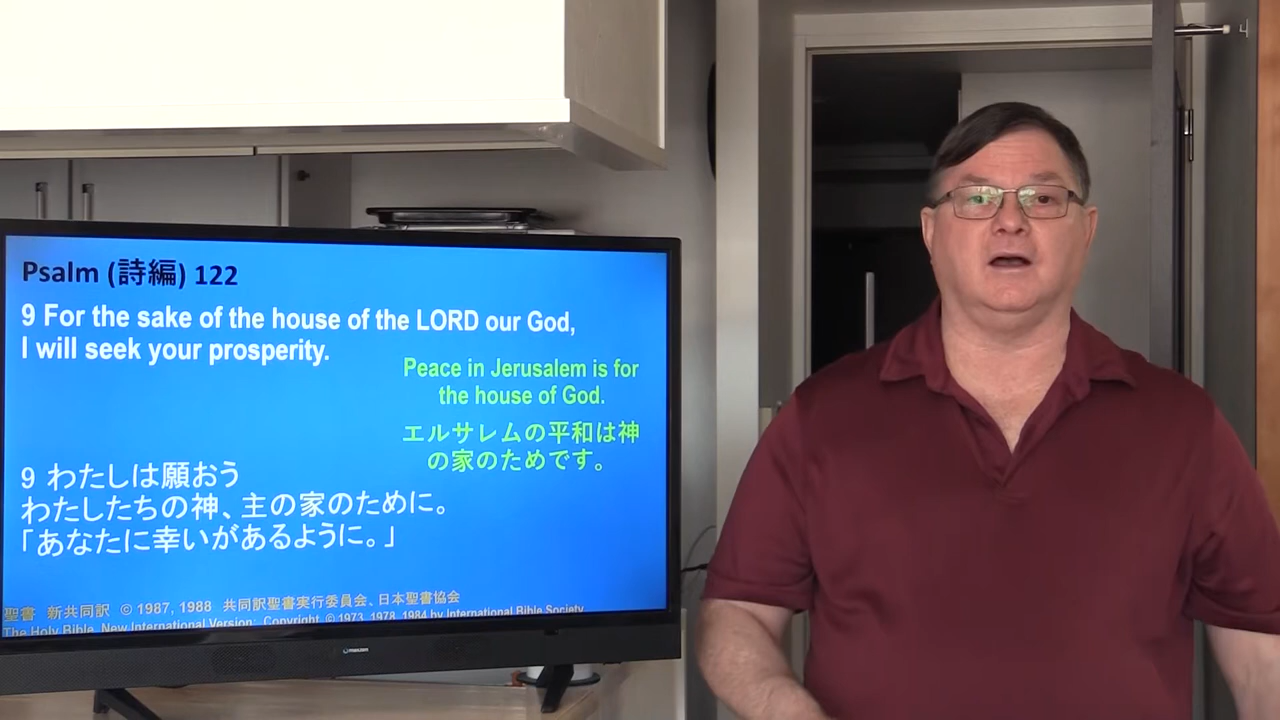 Psalm (詩編) 122
9 For the sake of the house of the LORD our God,
I will seek your prosperity.
Peace in Jerusalem is for
the house of God.
エルサレムの平和は神
の家のためです。
9 わたしは願おう
わたしたちの神、主の家のために。
「あなたに幸いがあるように。」
聖書 新共同訳 © 1987, 1988 共同訳聖書実行委員会、日本聖書協会
The Holy Bible, New International Version; Copyright © 1973, 1978, 1984 by International Bible Society